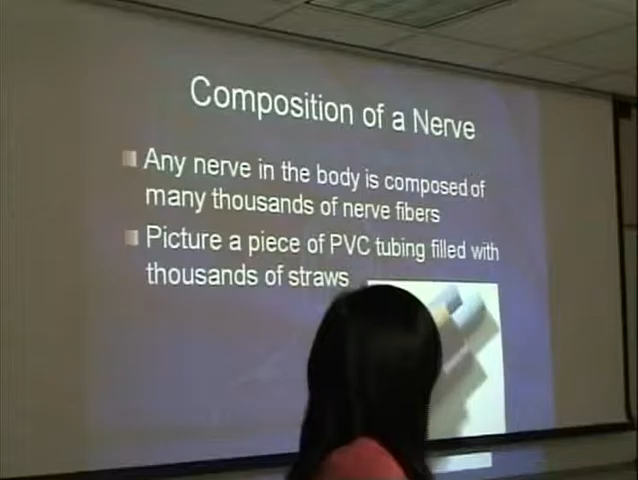 Composition of a Nerve
Any nerve in the body is composed of
many thousands of nerve fibers
Picture a piece of PVC tubing filled with
thousands of straws